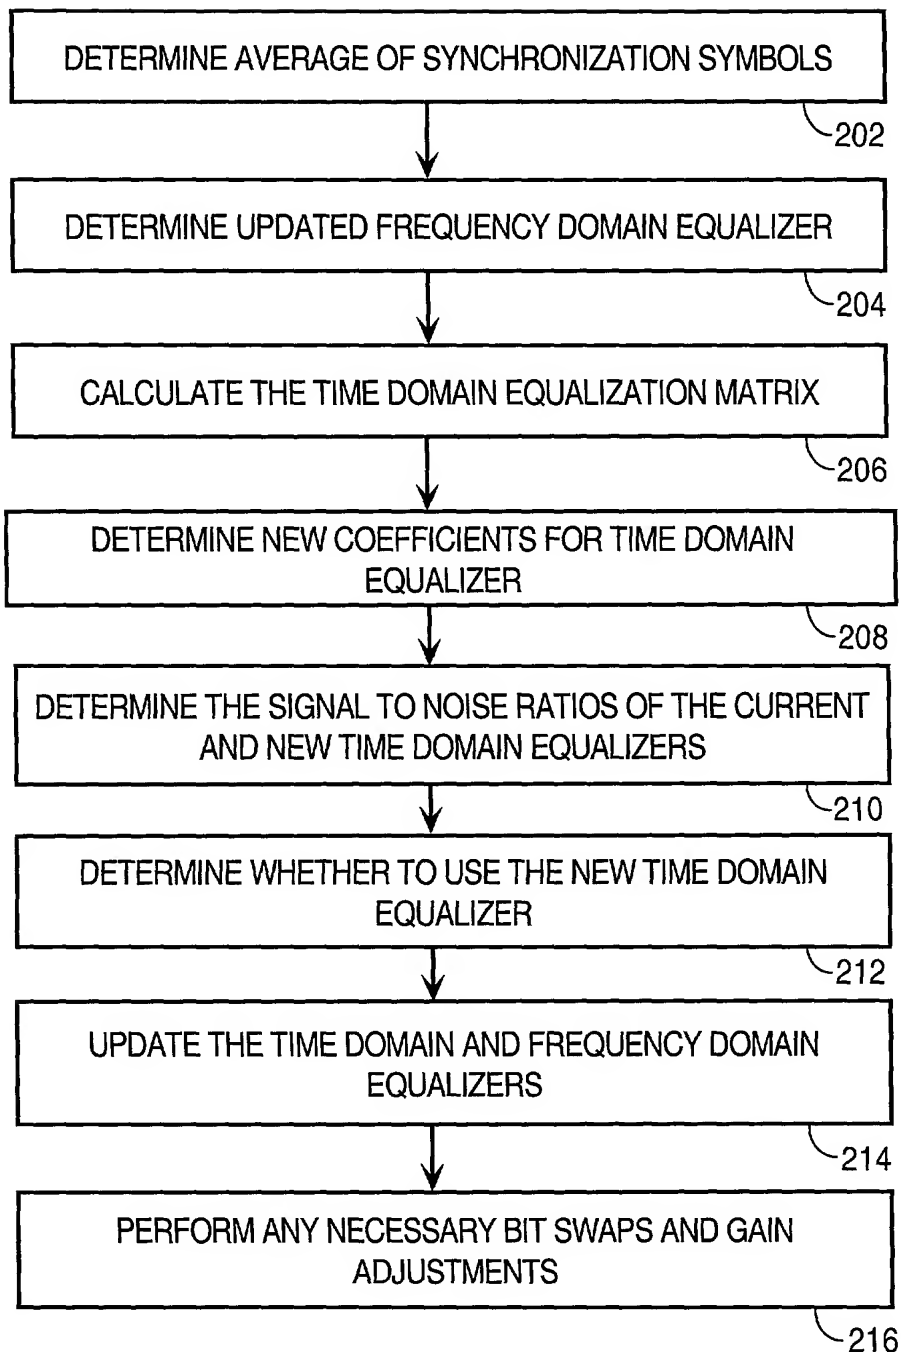 DETERMINE AVERAGE OF SYNCHRONIZATION SYMBOLS
202
DETERMINE UPDATED FREQUENCY DOMAIN EQUALIZER
204
CALCULATE THE TIME DOMAIN EQUALIZATION MATRIX
206
DETERMINE NEW COEFFICIENTS FOR TIME DOMAIN
EQUALIZER
208
DETERMINE THE SIGNAL TO NOISE RATIOS OF THE CURRENT
AND NEW TIME DOMAIN EQUALIZERS
210
DETERMINE WHETHER TO USE THE NEW TIME DOMAIN
EQUALIZER
212
UPDATE THE TIME DOMAIN AND FREQUENCY DOMAIN
EQUALIZERS
214
PERFORM ANY NECESSARY BIT SWAPS AND GAIN
ADJUSTMENTS
216